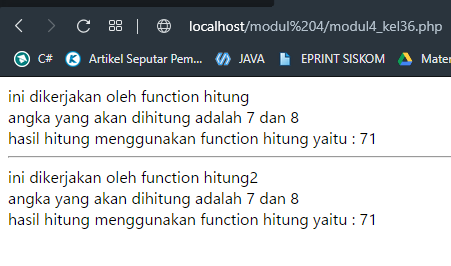 localhost/modul%204/modul4_kel36.php
C# Artikel Seputar Pem... JAVA EPRINT SISKOM Mater
ini dikerjakan oleh function hitung
angka yang akan dihitung adalah 7 dan 8
hasil hitung menggunakan function hitung yaitu : 71
ini dikerjakan oleh function hitung2
angka yang akan dihitung adalah 7 dan 8
hasil hitung menggunakan function hitung yaitu : 71